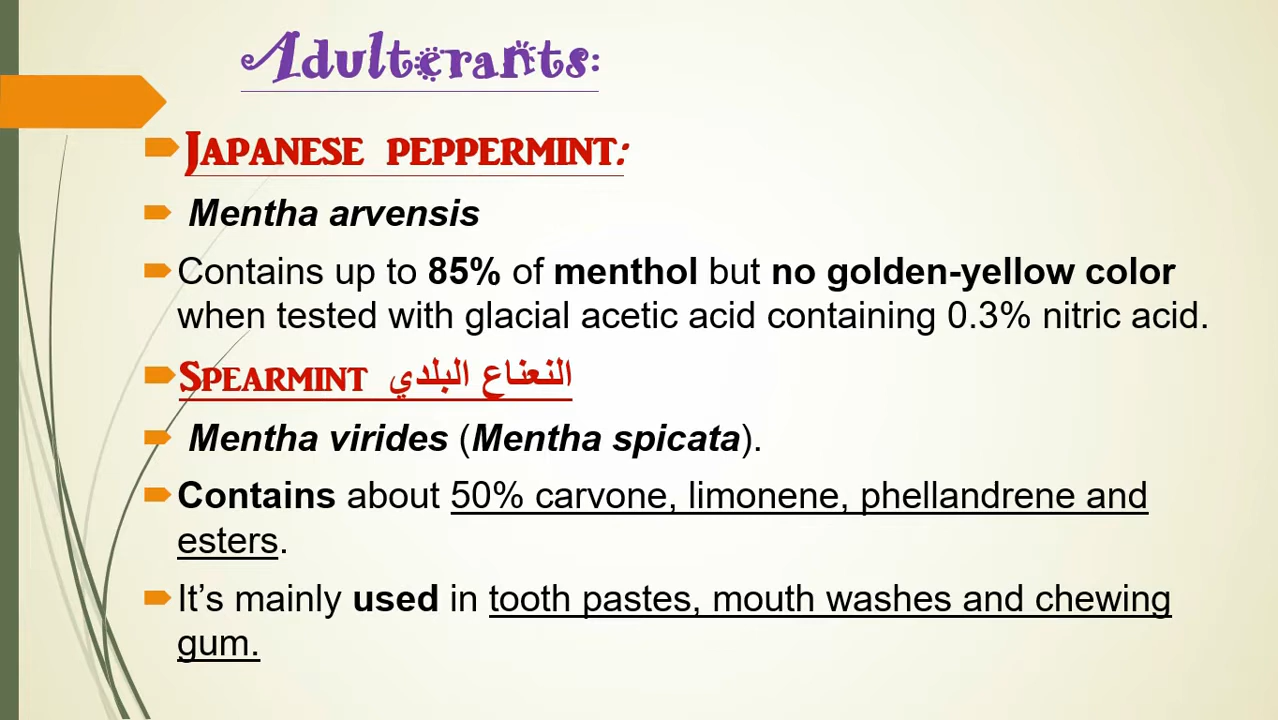 Adulterants:
Japanese peppermint:
Mentha arvensis
Contains up to 85% of menthol but no golden-yellow color
when tested with glacial acetic acid containing 0.3% nitric acid.
Spearmint النعناع البلدي
Mentha virides (Mentha spicata).
Contains about 50% carvone, limonene, phellandrene and
esters.
It’s mainly used in tooth pastes, mouth washes and chewing
gum.